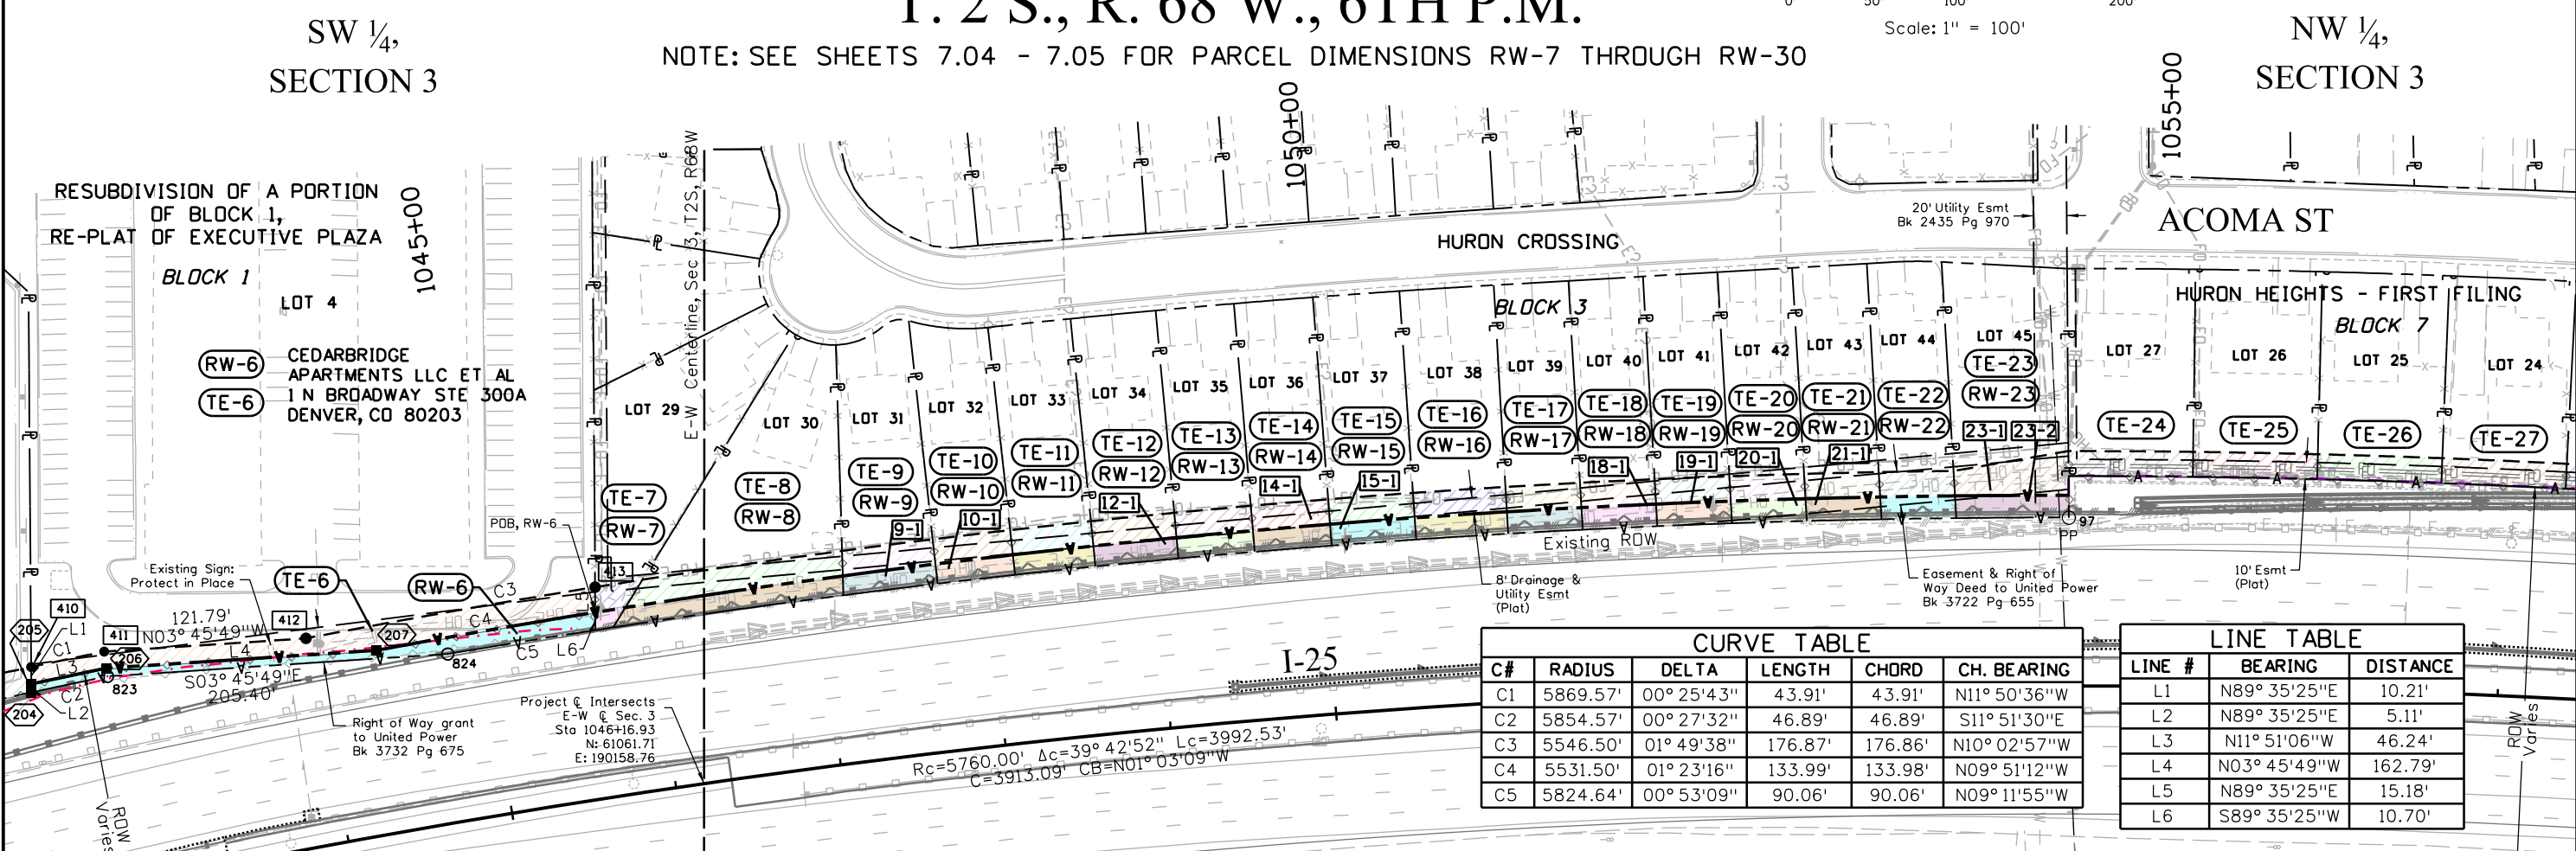 T. 2 S., R. 68 W., 6TH P.M.
NOTE: SEE SHEETS 7.04 - 7.05 FOR PARCEL DIMENSIONS RW-7 THROUGH RW-30
SW ¼,
SECTION 3
0 50' 100' 200'
Scale: 1" = 100'
NW ¼,
SECTION 3
1045+00
1050+00
1055+00
RESUBDIVISION OF A PORTION
OF BLOCK 1,
RE-PLAT OF EXECUTIVE PLAZA
BLOCK 1
LOT 4
RW-6
TE-6
CEDARBRIDGE
APARTMENTS LLC ET AL
1 N BROADWAY STE 300A
DENVER, CO 80203
E-W Centerline, Sec 3, T2S, R68W
HURON CROSSING
20' Utility Esmt
Bk 2435 Pg 970
ACOMA ST
HURON HEIGHTS - FIRST FILING
BLOCK 7
BLOCK 3
LOT 29
LOT 30
LOT 31
LOT 32
LOT 33
LOT 34
LOT 35
LOT 36
LOT 37
LOT 38
LOT 39
LOT 40
LOT 41
LOT 42
LOT 43
LOT 44
LOT 45
LOT 27
LOT 26
LOT 25
LOT 24
TE-7
RW-7
TE-8
RW-8
TE-9
RW-9
TE-10
RW-10
TE-11
RW-11
TE-12
RW-12
TE-13
RW-13
TE-14
RW-14
TE-15
RW-15
TE-16
RW-16
TE-17
RW-17
TE-18
RW-18
TE-19
RW-19
TE-20
RW-20
TE-21
RW-21
TE-22
RW-22
TE-23
RW-23
TE-24
TE-25
TE-26
TE-27
9-1
10-1
12-1
14-1
15-1
18-1
19-1
20-1
21-1
23-1
23-2
POB, RW-6
413
L5
Existing Sign:
Protect in Place
TE-6
RW-6
C3
C4
C5
L6
410
205
L1
C1
L3
C2
L2
204
411
206
823
121.79'
N03° 45'49"W
412
L4
S03° 45'49"E
205.40'
207
824
Right of Way grant
to United Power
Bk 3732 Pg 675
ROW
Varies
Project ℄ Intersects
E-W ℄ Sec. 3
Sta 1046+16.93
N: 61061.71
E: 190158.76
Rc=5760.00' Δc=39° 42'52" Lc=3992.53'
C=3913.09' CB=N01° 03'09"W
I-25
Existing ROW
8' Drainage &
Utility Esmt
(Plat)
Easement & Right of
Way Deed to United Power
Bk 3722 Pg 655
97
PP
10' Esmt
(Plat)
ROW
Varies
CURVE TABLE
C# RADIUS DELTA LENGTH CHORD CH. BEARING
C1 5869.57' 00° 25'43" 43.91' 43.91' N11° 50'36"W
C2 5854.57' 00° 27'32" 46.89' 46.89' S11° 51'30"E
C3 5546.50' 01° 49'38" 176.87' 176.86' N10° 02'57"W
C4 5531.50' 01° 23'16" 133.99' 133.98' N09° 51'12"W
C5 5824.64' 00° 53'09" 90.06' 90.06' N09° 11'55"W
LINE TABLE
LINE # BEARING DISTANCE
L1 N89° 35'25"E 10.21'
L2 N89° 35'25"E 5.11'
L3 N11° 51'06"W 46.24'
L4 N03° 45'49"W 162.79'
L5 N89° 35'25"E 15.18'
L6 S89° 35'25"W 10.70'